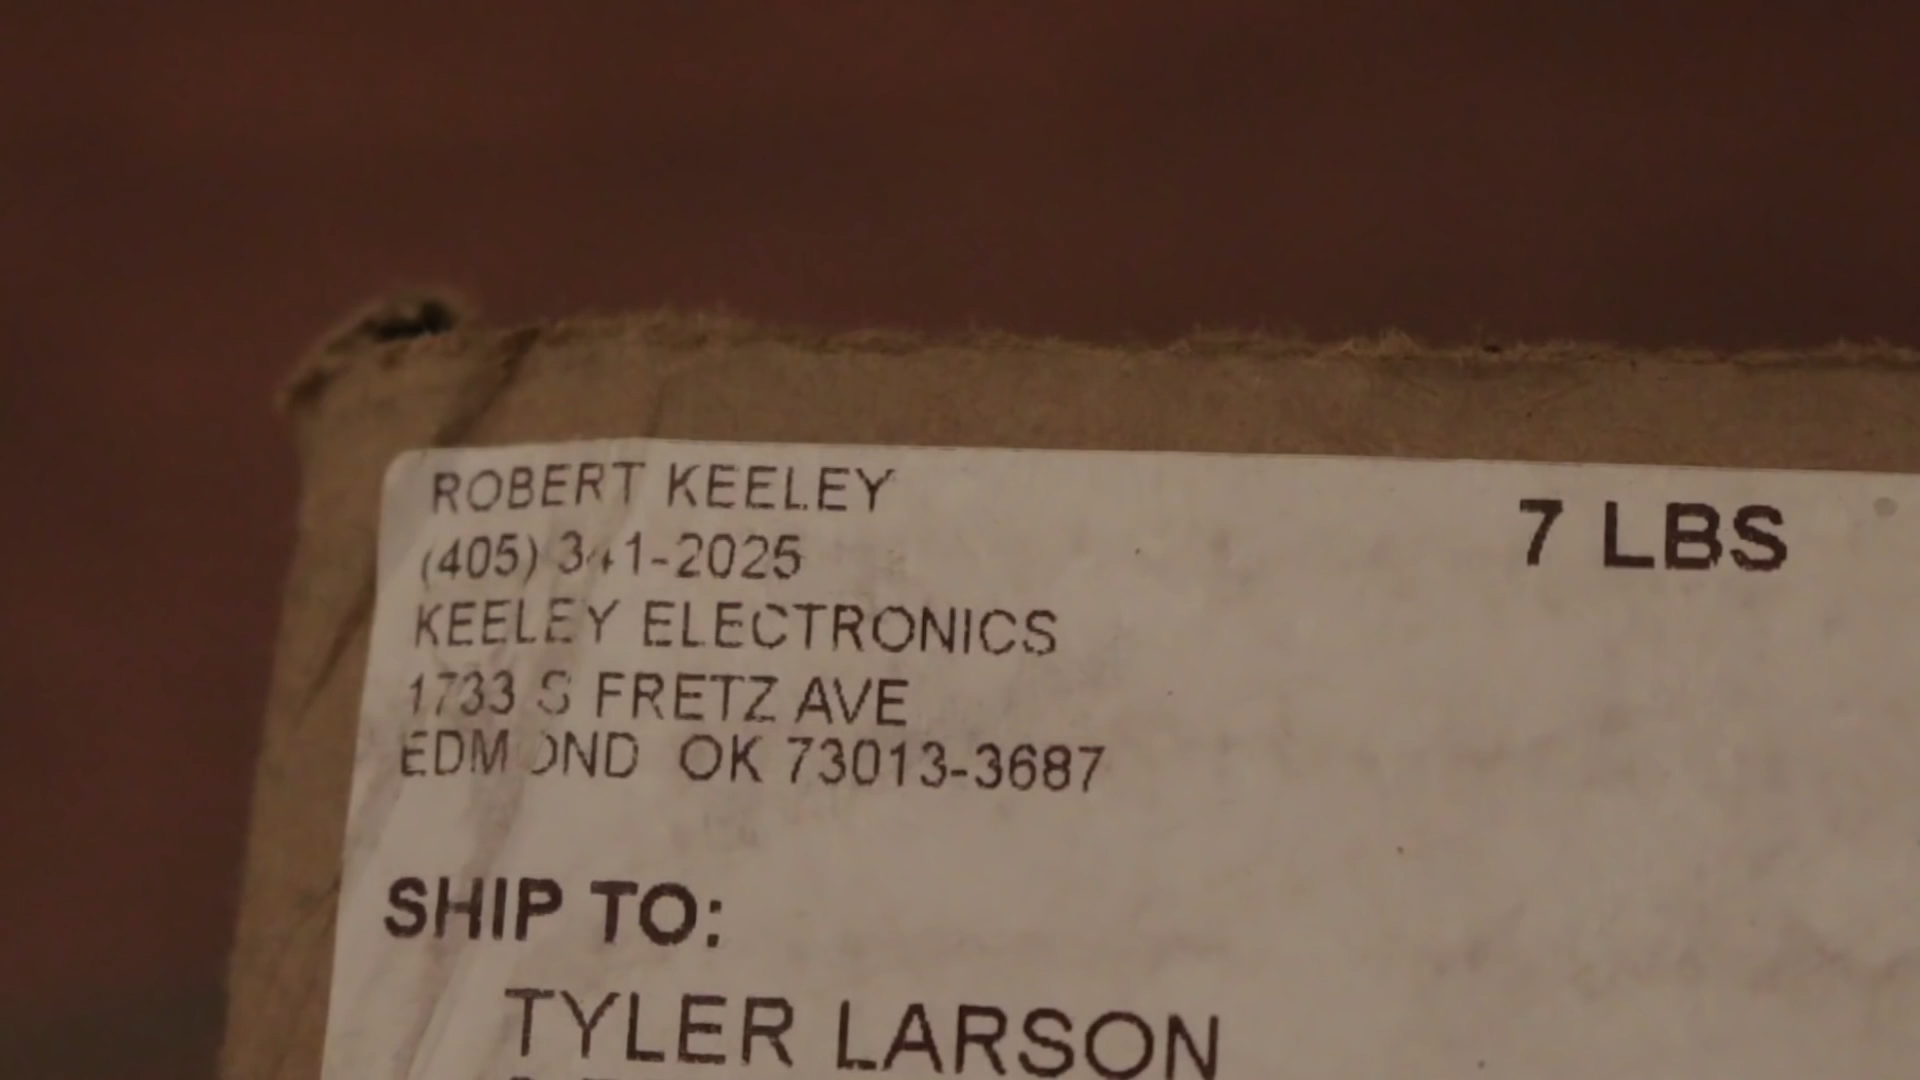 ROBERT KEELEY
7 LBS
(405) 341-2025
KEELEY ELECTRONICS
1733 S FRETZ AVE
EDMOND OK 73013-3687
SHIP TO:
TYLER LARSON